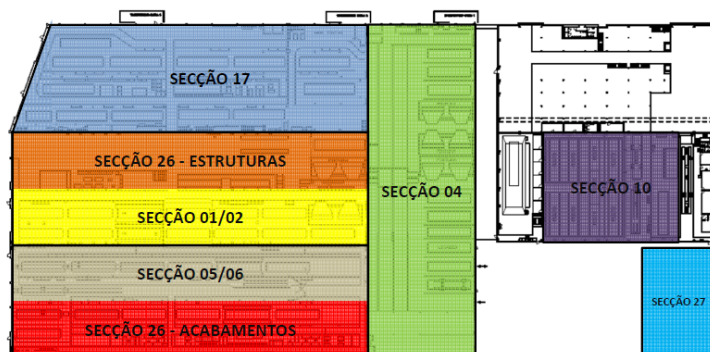 SECÇÃO 17
SECÇÃO 26 - ESTRUTURAS
SECÇÃO 04
SECÇÃO 10
SECÇÃO 01/02
SECÇÃO 05/06
SECÇÃO 27
SECÇÃO 26 - ACABAMENTOS